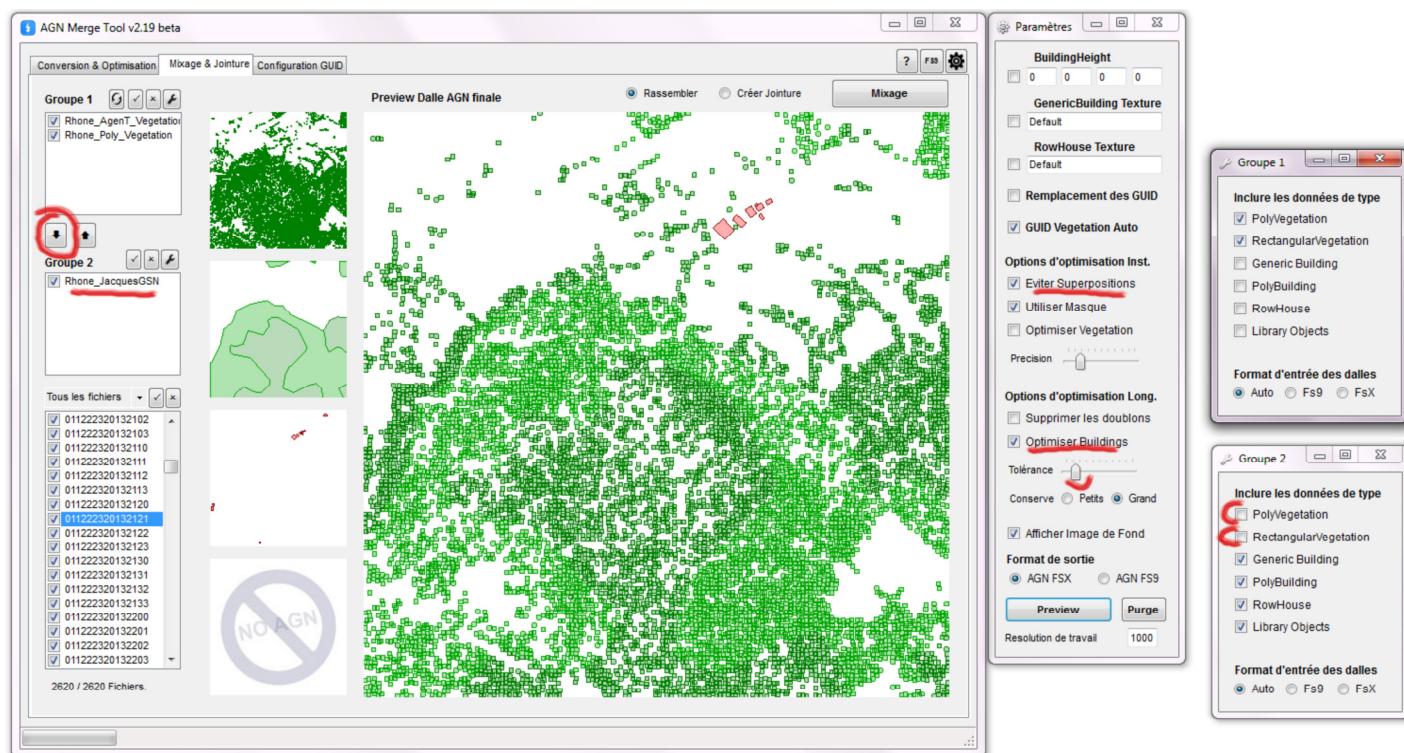 AGN Merge Tool v2.19 beta
Conversion & Optimisation
Mixage & Jointure
Configuration GUID
?
FS9
Groupe 1
Preview Dalle AGN finale
Rassembler
Créer Jointure
Mixage
Rhone_AgenT_Vegetation
Rhone_Poly_Vegetation
Groupe 2
Rhone_JacquesGSN
Tous les fichiers
011222320132102
011222320132103
011222320132110
011222320132111
011222320132112
011222320132113
011222320132120
011222320132121
011222320132122
011222320132123
011222320132130
011222320132131
011222320132132
011222320132133
011222320132200
011222320132201
011222320132202
011222320132203
2620 / 2620 Fichiers.
NO AGN
Paramètres
BuildingHeight
0 0 0 0
GenericBuilding Texture
Default
RowHouse Texture
Default
Remplacement des GUID
GUID Vegetation Auto
Options d'optimisation Inst.
Eviter Superpositions
Utiliser Masque
Optimiser Vegetation
Precision
Options d'optimisation Long.
Supprimer les doublons
Optimiser Buildings
Tolérance
Conserve Petits Grand
Afficher Image de Fond
Format de sortie
AGN FSX AGN FS9
Preview Purge
Resolution de travail 1000
Groupe 1
Inclure les données de type
PolyVegetation
RectangularVegetation
Generic Building
PolyBuilding
RowHouse
Library Objects
Format d'entrée des dalles
Auto Fs9 FsX
Groupe 2
Inclure les données de type
PolyVegetation
RectangularVegetation
Generic Building
PolyBuilding
RowHouse
Library Objects
Format d'entrée des dalles
Auto Fs9 FsX